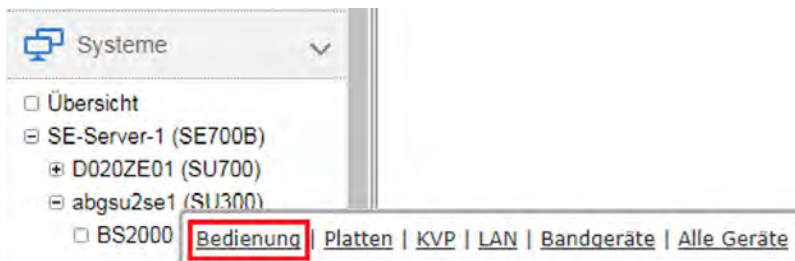 Systeme
Übersicht
SE-Server-1 (SE700B)
D020ZE01 (SU700)
abgsu2se1 (SU300)
BS2000
Bedienung | Platten | KVP | LAN | Bandgeräte | Alle Geräte